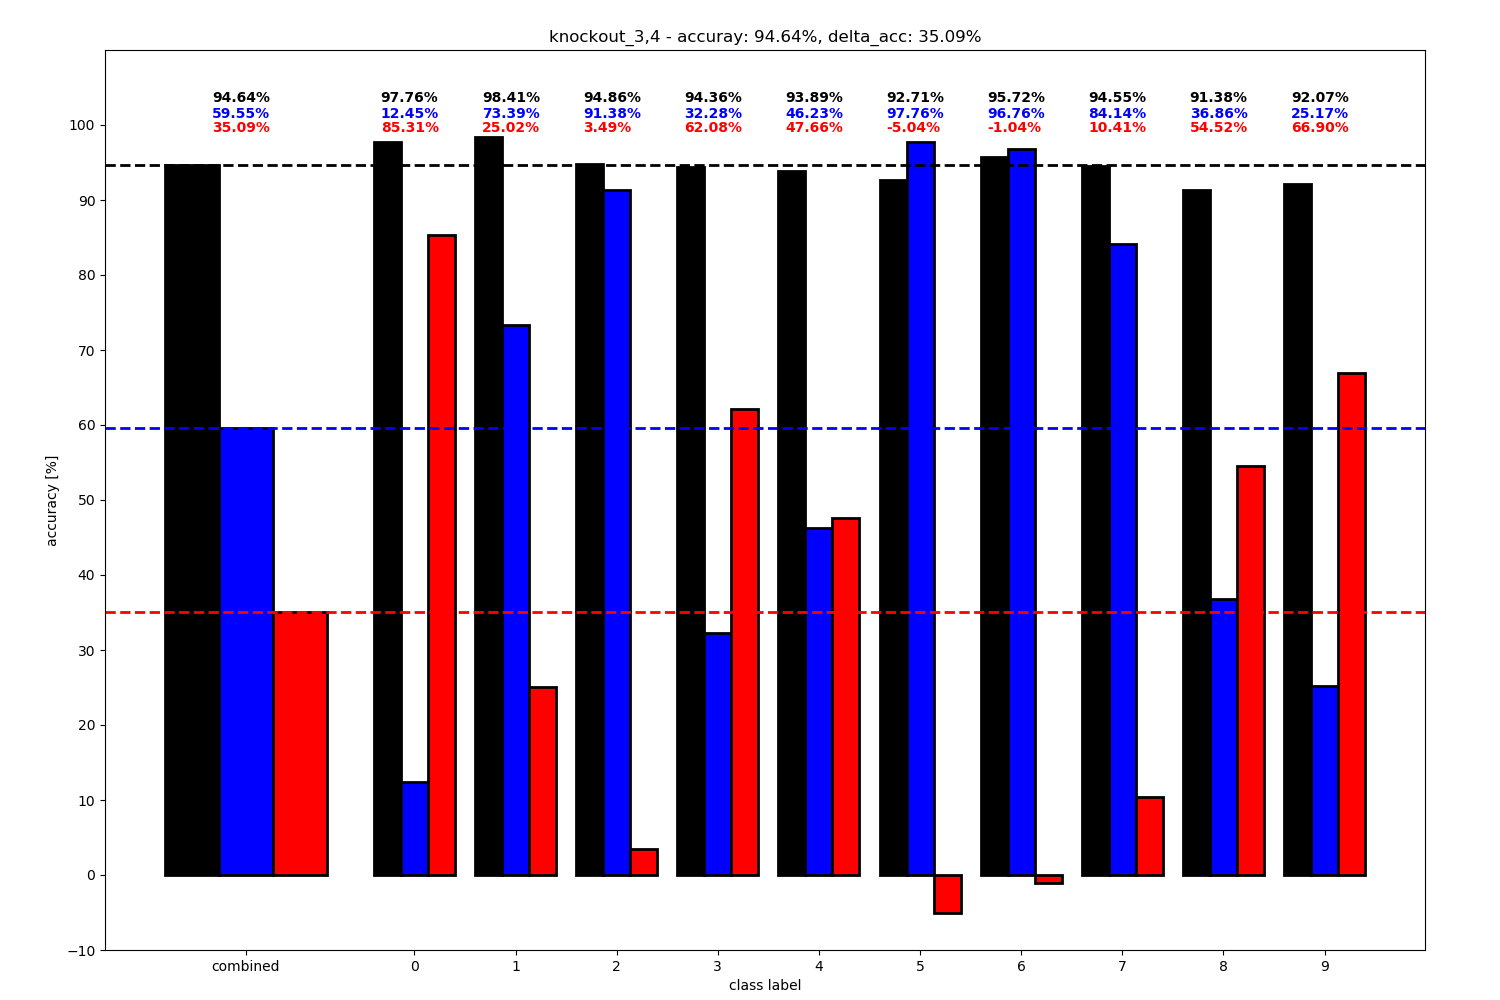 knockout_3,4 - accuray: 94.64%, delta_acc: 35.09%
94.64% 97.76% 98.41% 94.86% 94.36% 93.89% 92.71% 95.72% 94.55% 91.38% 92.07%
59.55% 12.45% 73.39% 91.38% 32.28% 46.23% 97.76% 96.76% 84.14% 36.86% 25.17%
35.09% 85.31% 25.02% 3.49% 62.08% 47.66% -5.04% -1.04% 10.41% 54.52% 66.90%
100
90
80
70
60
50
40
30
20
10
0
−10
accuracy [%]
combined 0 1 2 3 4 5 6 7 8 9
class label